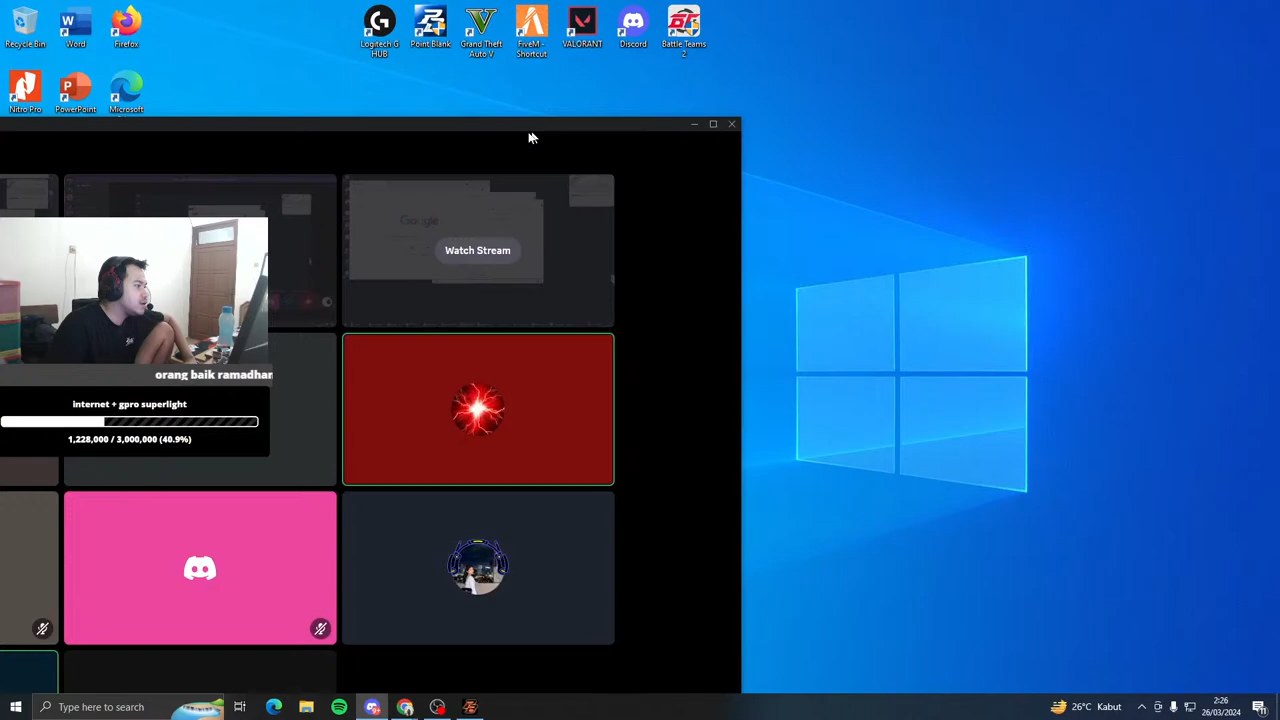 Recycle Bin
Word
Firefox
Logitech G HUB
Point Blank
Grand Theft Auto V
FiveM - Shortcut
VALORANT
Discord
Battle Teams 2
Nitro Pro
PowerPoint
Microsoft
Google
Watch Stream
orang baik ramadhan
internet + gpro superlight
1,228,000 / 3,000,000 (40.9%)
Type here to search
26°C Kabut
2:26
26/03/2024